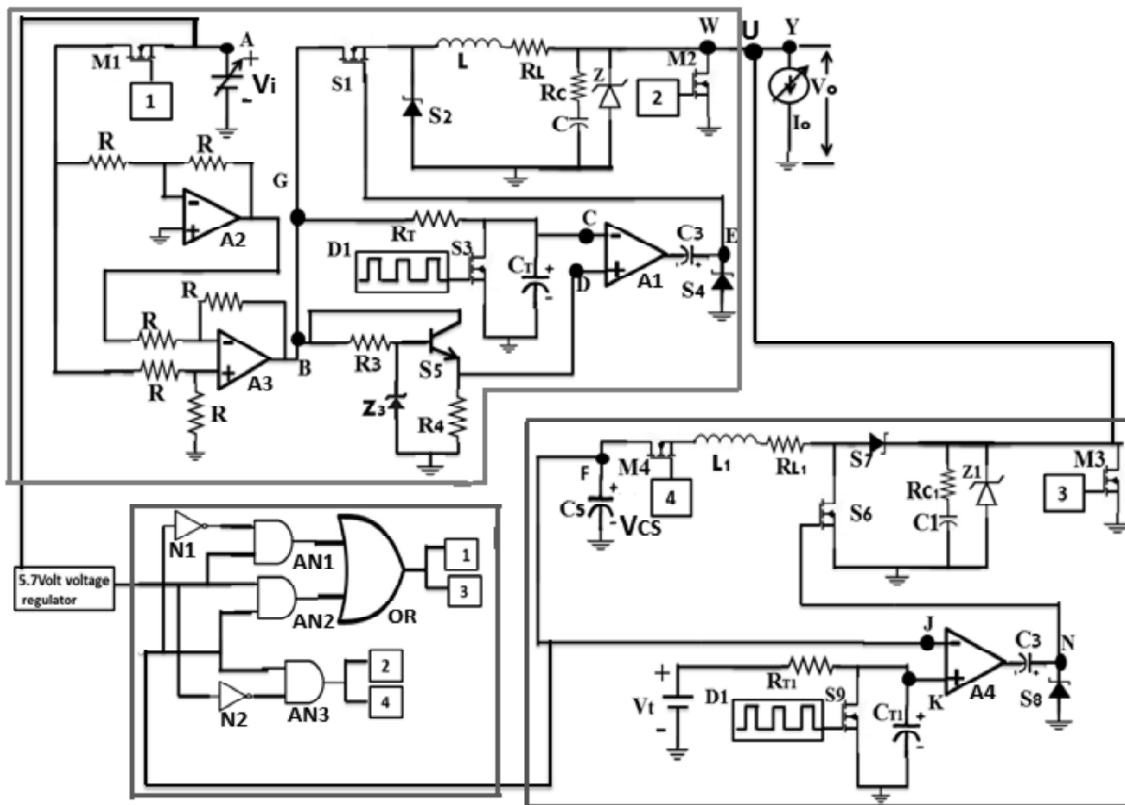 A
M1
+
Vi
-
1
R
R
-
+
A2
R
R
-
+
A3
R
R
B
G
S1
L
RL
S2
RC
C
Z
W
M2
2
U
Y
Vo
Io
RT
D1
S3
CT
+
-
C
D
-
+
A1
C3
- +
E
S4
R3
S5
Z3
R4
F
M4
4
L1
RL1
S7
S6
RC1
C1
Z1
M3
3
C5
+
-
VCS
J
-
+
K
A4
C3
- +
N
S8
+
Vt
-
RT1
D1
S9
CT1
+
-
5.7Volt voltage
regulator
N1
AN1
AN2
OR
1
3
N2
AN3
2
4